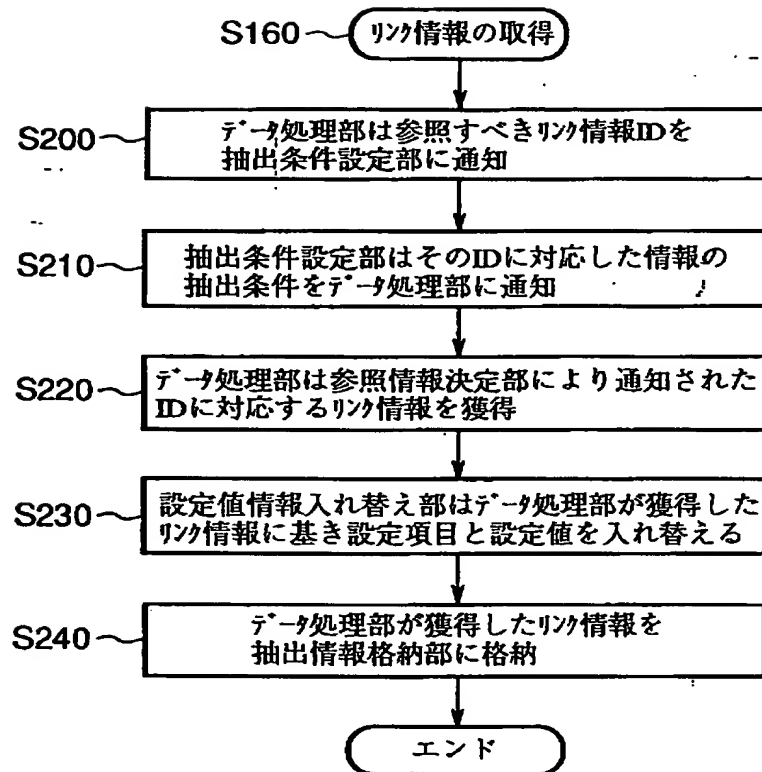 S160
リンク情報の取得
S200
データ処理部は参照すべきリンク情報IDを
抽出条件設定部に通知
S210
抽出条件設定部はそのIDに対応した情報の
抽出条件をデータ処理部に通知
S220
データ処理部は参照情報決定部により通知された
IDに対応するリンク情報を獲得
S230
設定値情報入れ替え部はデータ処理部が獲得した
リンク情報に基き設定項目と設定値を入れ替える
S240
データ処理部が獲得したリンク情報を
抽出情報格納部に格納
エンド